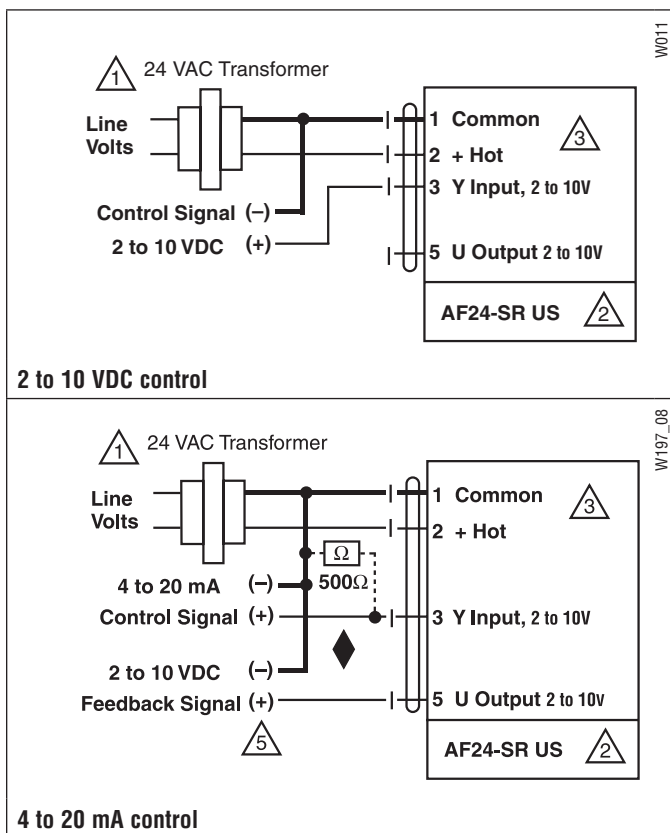 W011
1 24 VAC Transformer
Line
Volts
1 Common
3
2 + Hot
3 Y Input, 2 to 10V
Control Signal (–)
2 to 10 VDC (+)
5 U Output 2 to 10V
AF24-SR US 2
2 to 10 VDC control
W197_08
1 24 VAC Transformer
Line
Volts
1 Common
3
2 + Hot
Ω
4 to 20 mA (–) 500Ω
Control Signal (+)
3 Y Input, 2 to 10V
2 to 10 VDC (–)
Feedback Signal (+)
5 U Output 2 to 10V
5
AF24-SR US 2
4 to 20 mA control